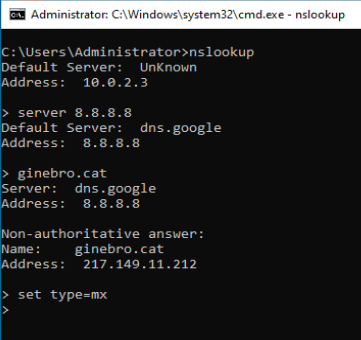 Administrator: C:\Windows\system32\cmd.exe - nslookup
C:\Users\Administrator>nslookup
Default Server:  UnKnown
Address:  10.0.2.3
> server 8.8.8.8
Default Server:  dns.google
Address:  8.8.8.8
> ginebro.cat
Server:  dns.google
Address:  8.8.8.8
Non-authoritative answer:
Name:    ginebro.cat
Address:  217.149.11.212
> set type=mx
>